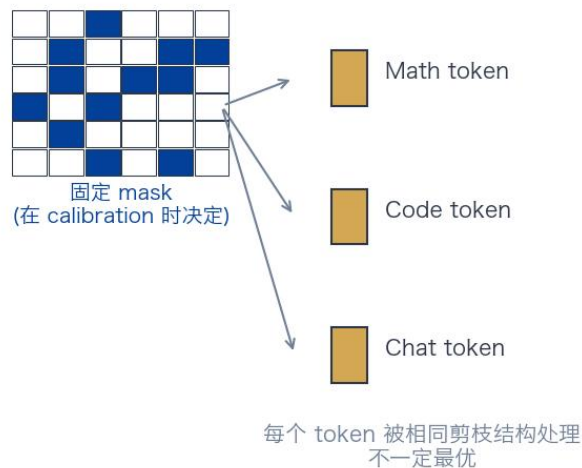 Math token
固定 mask
(在 calibration 时决定)
Code token
Chat token
每个 token 被相同剪枝结构处理
不一定最优